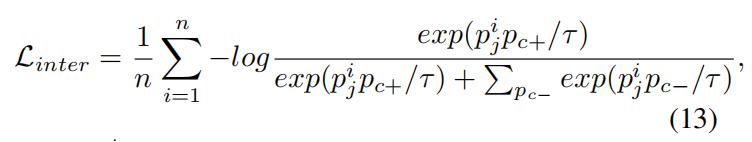 $\mathcal{L}_{inter} = \frac{1}{n} \sum_{i=1}^{n} -log \frac{exp(p_j^i p_{c+}/\tau)}{exp(p_j^i p_{c+}/\tau) + \sum_{p_{c-}} exp(p_j^i p_{c-}/\tau)},$
(13)